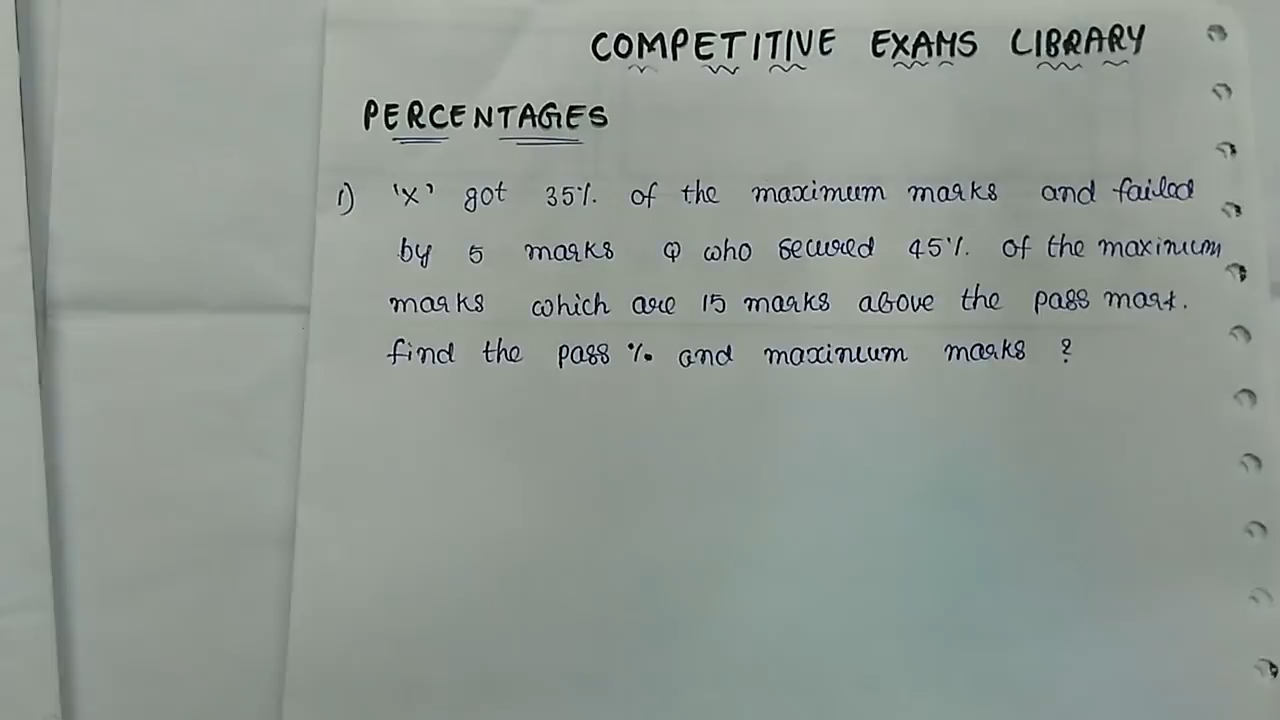 COMPETITIVE EXAMS LIBRARY
PERCENTAGES
1) 'X' got 35%. of the maximum marks and failed
by 5 marks Q who secured 45%. of the maximum
marks which are 15 marks above the pass mark.
find the pass % and maximum marks ?